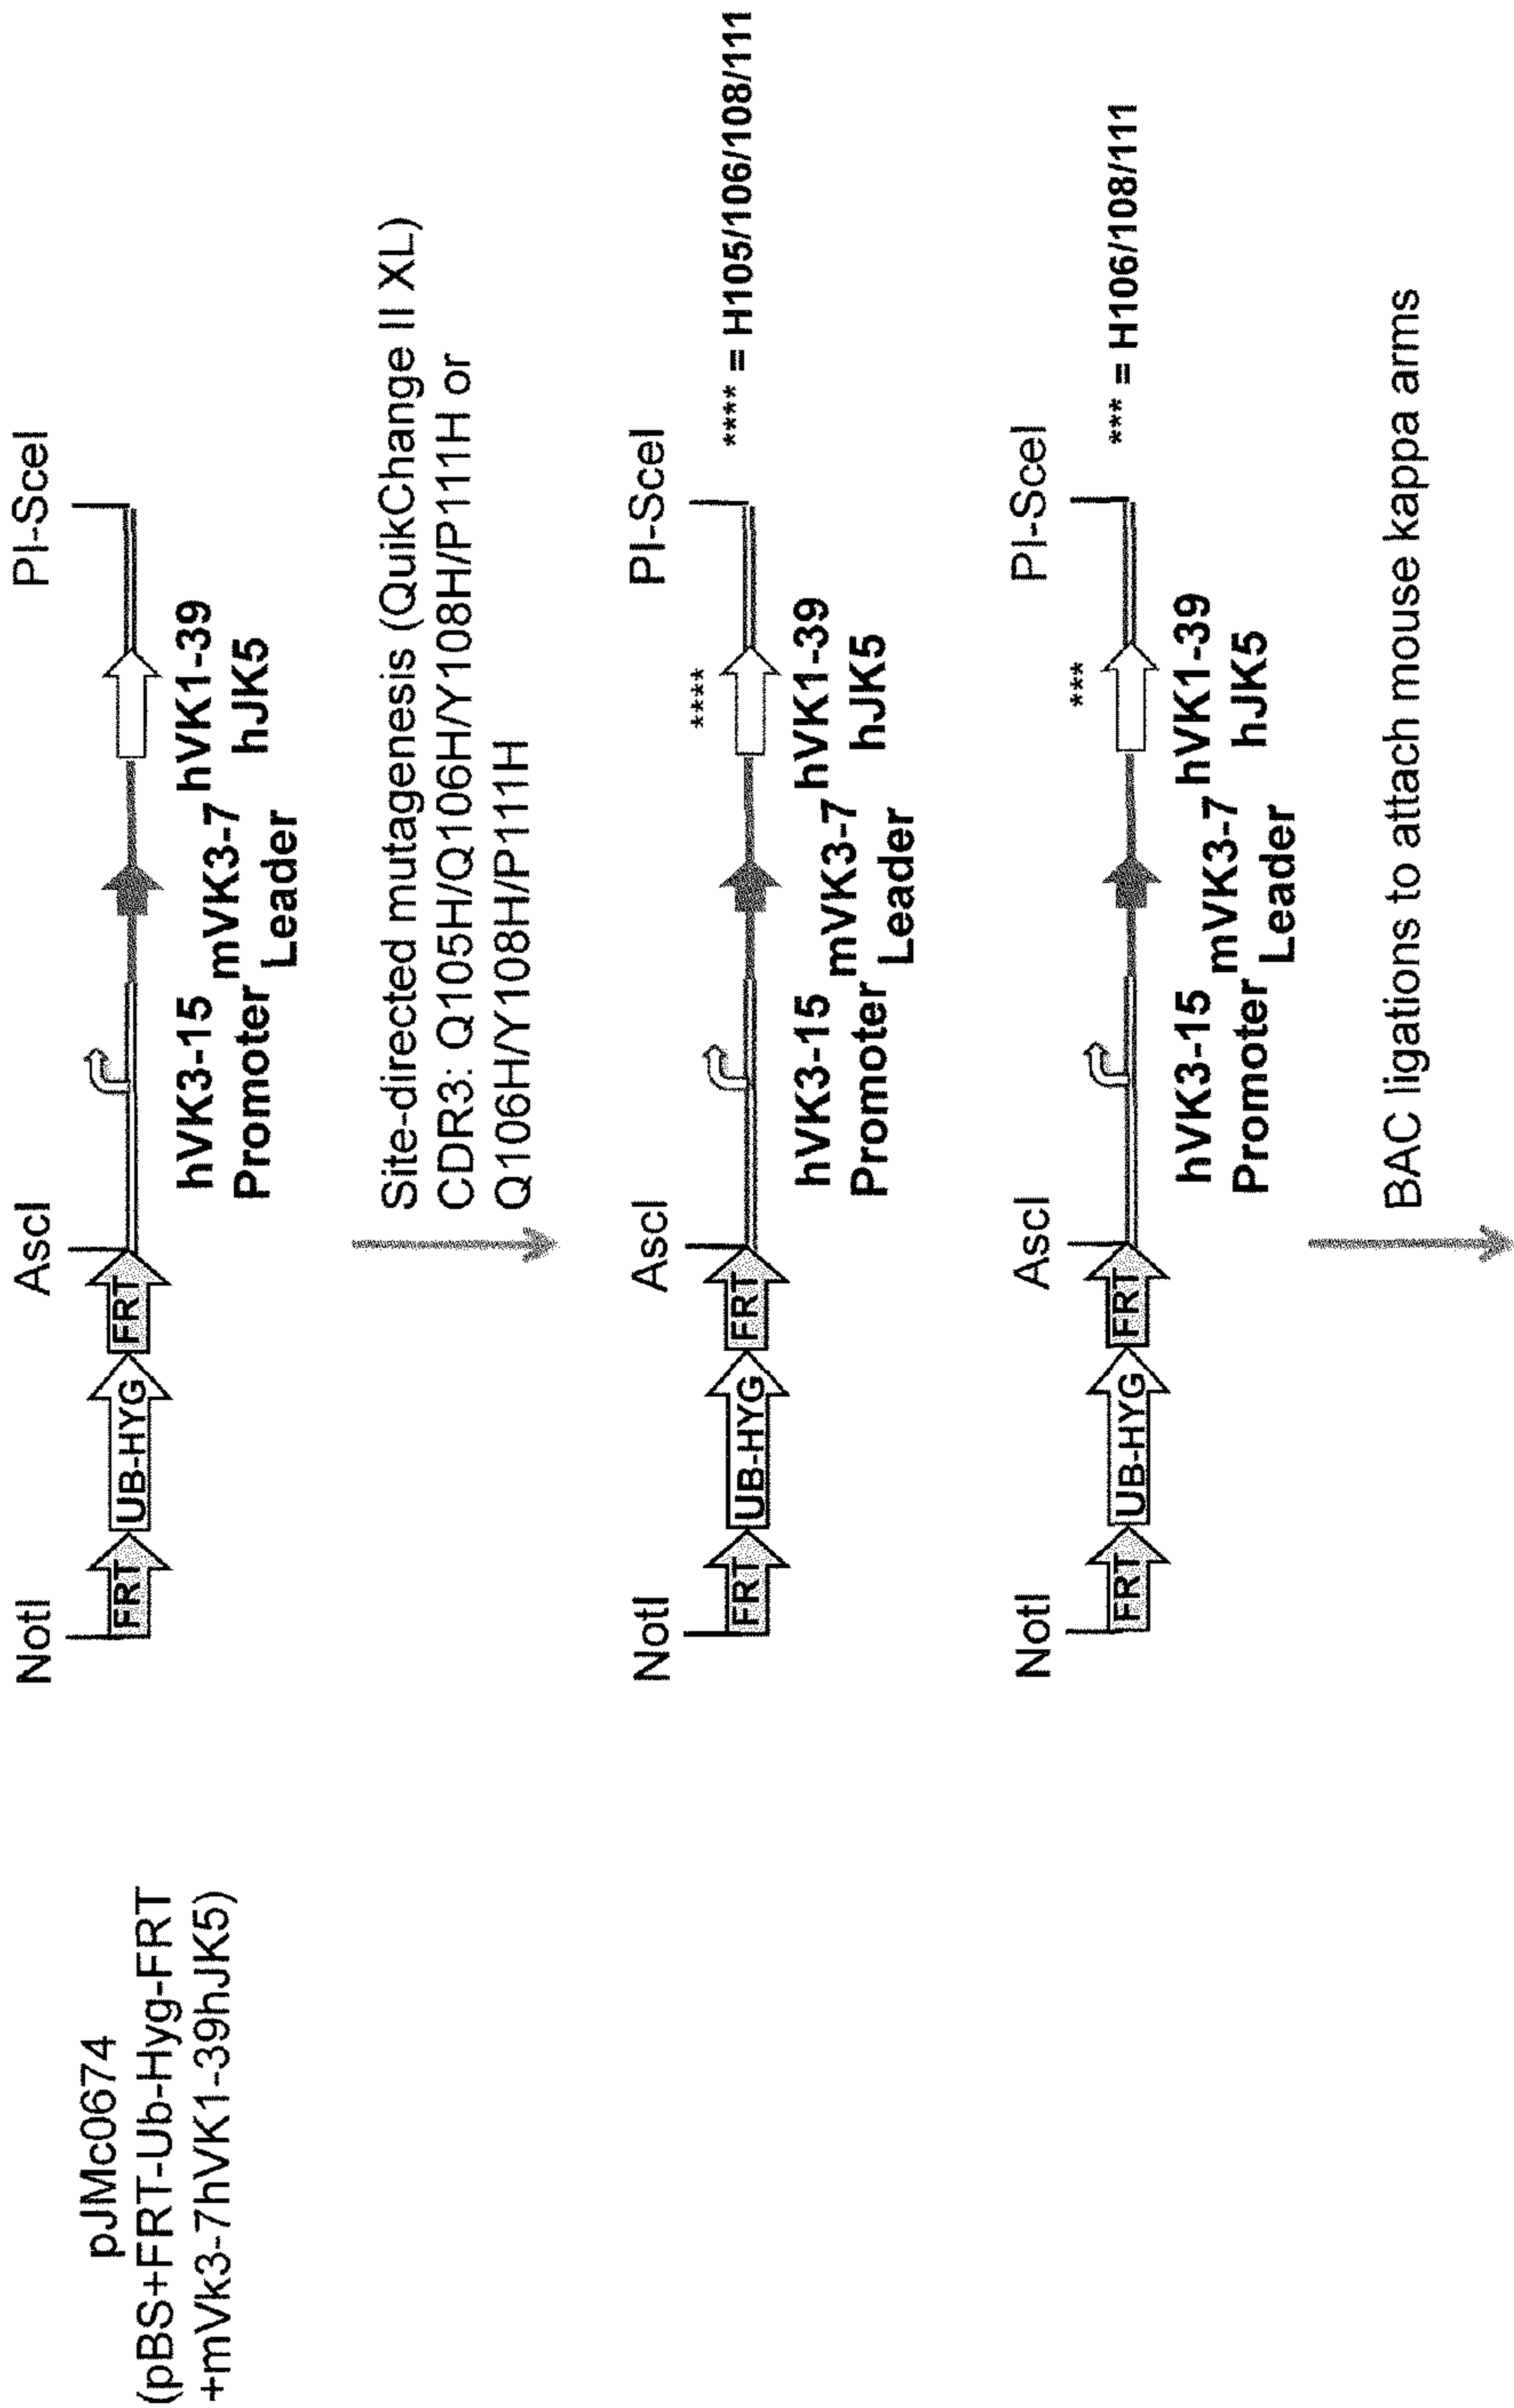 pJMc0674
(pBS+FRT-Ub-Hyg-FRT
+mVk3-7hVK1-39hJK5)
NotI
AscI
PI-SceI
FRT
UB-HYG
FRT
hVK3-15
Promoter
mVK3-7
Leader
hVK1-39
hJK5
Site-directed mutagenesis (QuikChange II XL)
CDR3: Q105H/Q106H/Y108H/P111H or
Q106H/Y108H/P111H
NotI
AscI
PI-SceI
FRT
UB-HYG
FRT
****
**** = H105/106/108/111
hVK3-15
Promoter
mVK3-7
Leader
hVK1-39
hJK5
NotI
AscI
PI-SceI
FRT
UB-HYG
FRT
***
*** = H106/108/111
hVK3-15
Promoter
mVK3-7
Leader
hVK1-39
hJK5
BAC ligations to attach mouse kappa arms